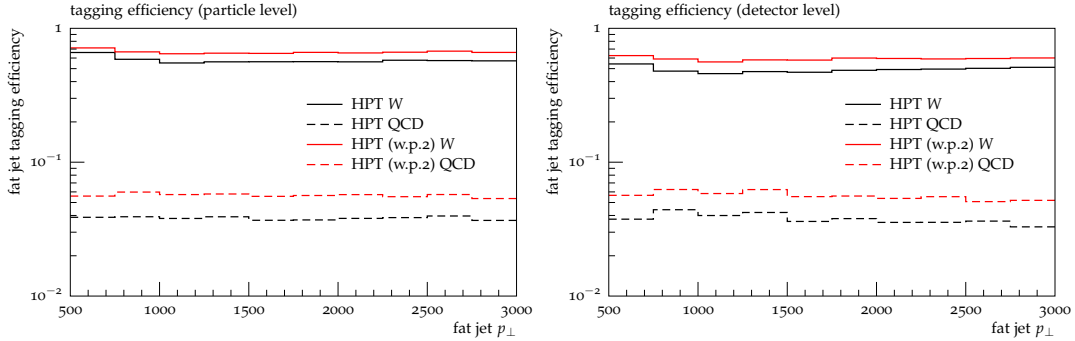 tagging efficiency (particle level)
fat jet tagging efficiency
1
10⁻¹
10⁻²
HPT W
HPT QCD
HPT (w.p.2) W
HPT (w.p.2) QCD
500 1000 1500 2000 2500 3000
fat jet p⊥
tagging efficiency (detector level)
fat jet tagging efficiency
1
10⁻¹
10⁻²
HPT W
HPT QCD
HPT (w.p.2) W
HPT (w.p.2) QCD
500 1000 1500 2000 2500 3000
fat jet p⊥